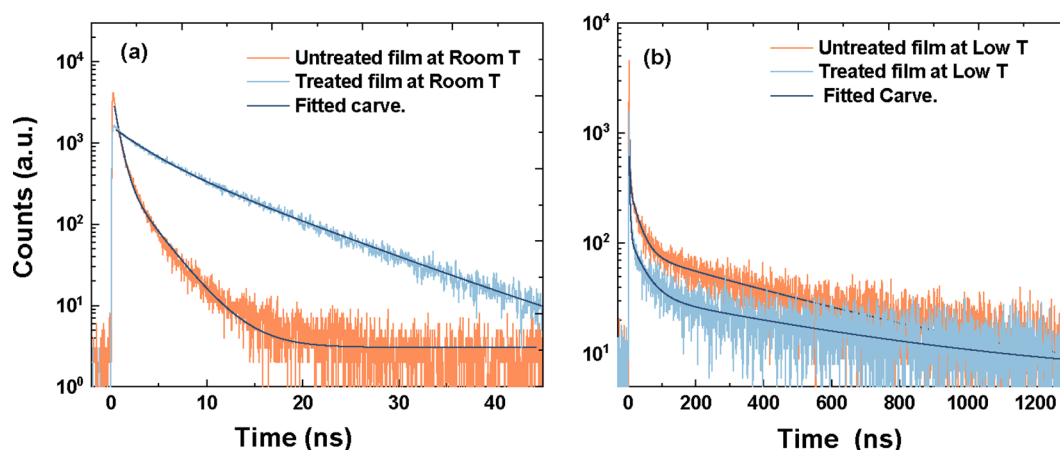 (a)
Untreated film at Room T
Treated film at Room T
Fitted carve.
Counts (a.u.)
10^4
10^3
10^2
10^1
10^0
0 10 20 30 40
Time (ns)
(b)
Untreated film at Low T
Treated film at Low T
Fitted Carve.
10^4
10^3
10^2
10^1
0 200 400 600 800 1000 1200
Time (ns)